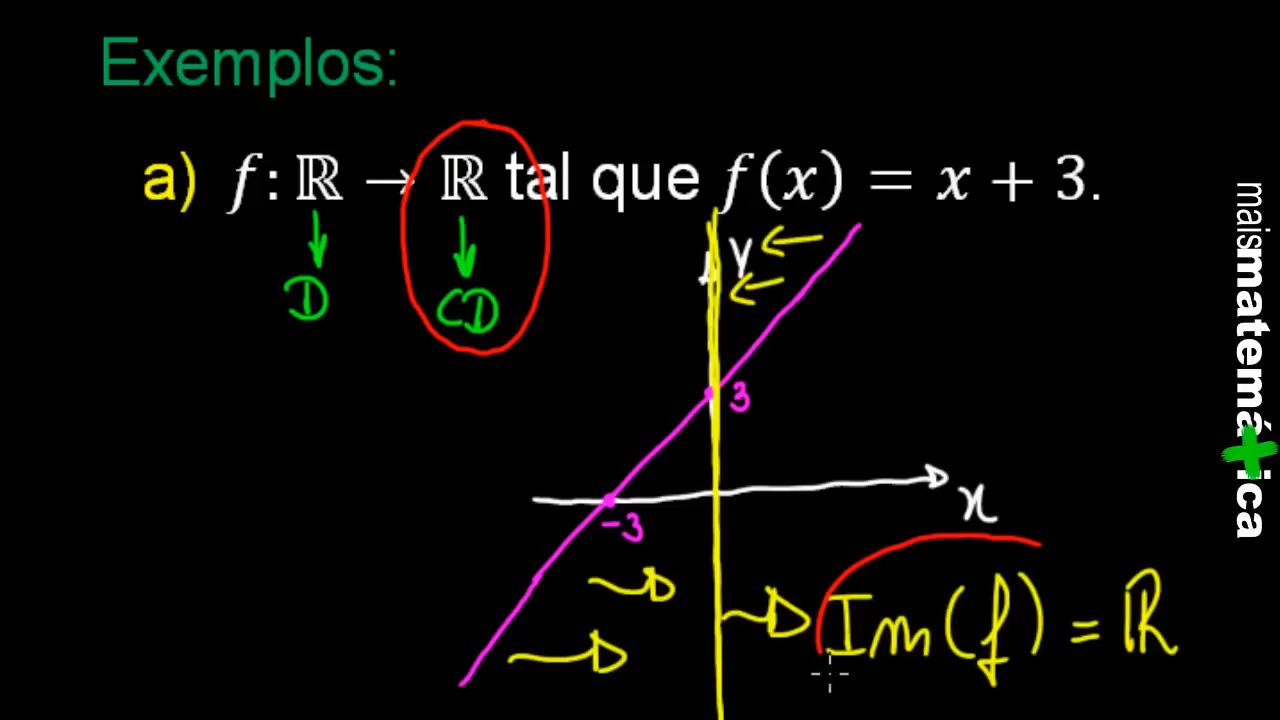 Exemplos:
a) f: ℝ → ℝ tal que f(x) = x + 3.
D
CD
y
3
x
-3
Im(f) = ℝ
maismatemática